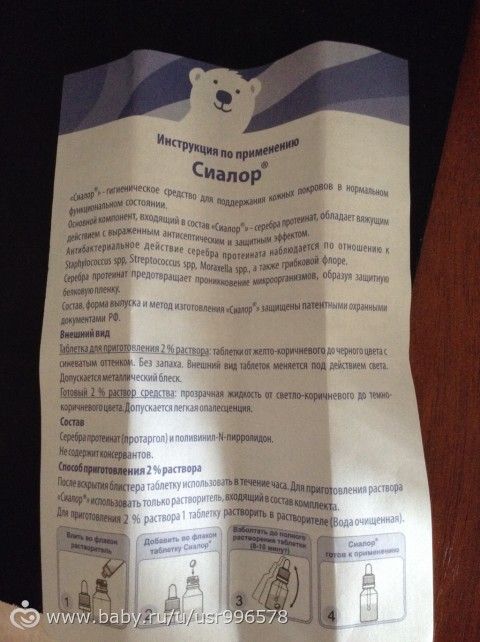 Инструкция по применению
Сиалор®
«Сиалор®» - гигиеническое средство для поддержания кожных покровов в нормальном
функциональном состоянии.
Основной компонент, входящий в состав «Сиалор®» - серебра протеинат, обладает вяжущим
действием с выраженным антисептическим и защитным эффектом.
Антибактериальное действие серебра протеината наблюдается по отношению к
Staphylococcus spp, Streptococcus spp, Moraxella spp., а также грибковой флоре.
Серебра протеинат предотвращает проникновение микроорганизмов, образуя защитную
белковую пленку.
Состав, форма выпуска и метод изготовления «Сиалор®» защищены патентными охранными
документами РФ.
Внешний вид
Таблетка для приготовления 2 % раствора: таблетки от желто-коричневого до черного цвета с
синеватым оттенком. Без запаха. Внешний вид таблеток меняется под действием света.
Допускается металлический блеск.
Готовый 2 % раствор средства: прозрачная жидкость от светло-коричневого до темно-
коричневого цвета. Допускается легкая опалесценция.
Состав
Серебра протеинат (протаргол) и поливинил-N-пирролидон.
Не содержит консервантов.
Способ приготовления 2 % раствора
После вскрытия блистера таблетку использовать в течение часа. Для приготовления раствора
«Сиалор®» использовать только растворитель, входящий в состав комплекта.
Для приготовления 2 % раствора 1 таблетку растворить в растворителе (Вода очищенная).
Влить во флакон
растворитель
1
Добавить во флакон
таблетку Сиалор®
2
Взболтать до полного
растворения таблетки
(8-10 минут)
3
Сиалор®
готов к применению
4
www.baby.ru/u/usr996578